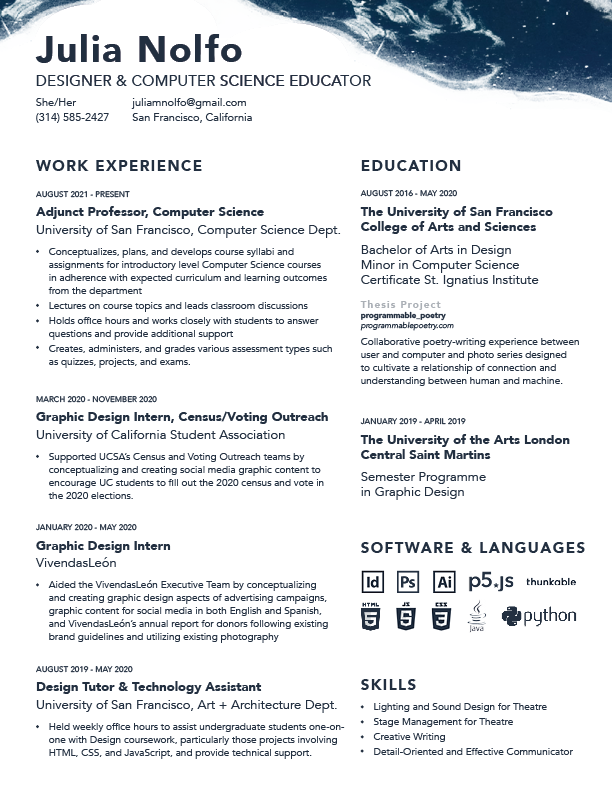 Julia Nolfo
DESIGNER & COMPUTER SCIENCE EDUCATOR
She/Her juliamnolfo@gmail.com
(314) 585-2427 San Francisco, California
WORK EXPERIENCE
AUGUST 2021 - PRESENT
Adjunct Professor, Computer Science
University of San Francisco, Computer Science Dept.
• Conceptualizes, plans, and develops course syllabi and
assignments for introductory level Computer Science courses
in adherence with expected curriculum and learning outcomes
from the department
• Lectures on course topics and leads classroom discussions
• Holds office hours and works closely with students to answer
questions and provide additional support
• Creates, administers, and grades various assessment types such
as quizzes, projects, and exams.
MARCH 2020 - NOVEMBER 2020
Graphic Design Intern, Census/Voting Outreach
University of California Student Association
• Supported UCSA's Census and Voting Outreach teams by
conceptualizing and creating social media graphic content to
encourage UC students to fill out the 2020 census and vote in
the 2020 elections.
JANUARY 2020 - MAY 2020
Graphic Design Intern
VivendasLeón
• Aided the VivendasLeón Executive Team by conceptualizing
and creating graphic design aspects of advertising campaigns,
graphic content for social media in both English and Spanish,
and VivendasLeón's annual report for donors following existing
brand guidelines and utilizing existing photography
AUGUST 2019 - MAY 2020
Design Tutor & Technology Assistant
University of San Francisco, Art + Architecture Dept.
• Held weekly office hours to assist undergraduate students one-on-
one with Design coursework, particularly those projects involving
HTML, CSS, and JavaScript, and provide technical support.
EDUCATION
AUGUST 2016 - MAY 2020
The University of San Francisco
College of Arts and Sciences
Bachelor of Arts in Design
Minor in Computer Science
Certificate St. Ignatius Institute
Thesis Project
programmable_poetry
programmablepoetry.com
Collaborative poetry-writing experience between
user and computer and photo series designed
to cultivate a relationship of connection and
understanding between human and machine.
JANUARY 2019 - APRIL 2019
The University of the Arts London
Central Saint Martins
Semester Programme
in Graphic Design
SOFTWARE & LANGUAGES
Id Ps Ai p5.js thunkable
HTML 5 JS 5 CSS 3 Java python
SKILLS
• Lighting and Sound Design for Theatre
• Stage Management for Theatre
• Creative Writing
• Detail-Oriented and Effective Communicator